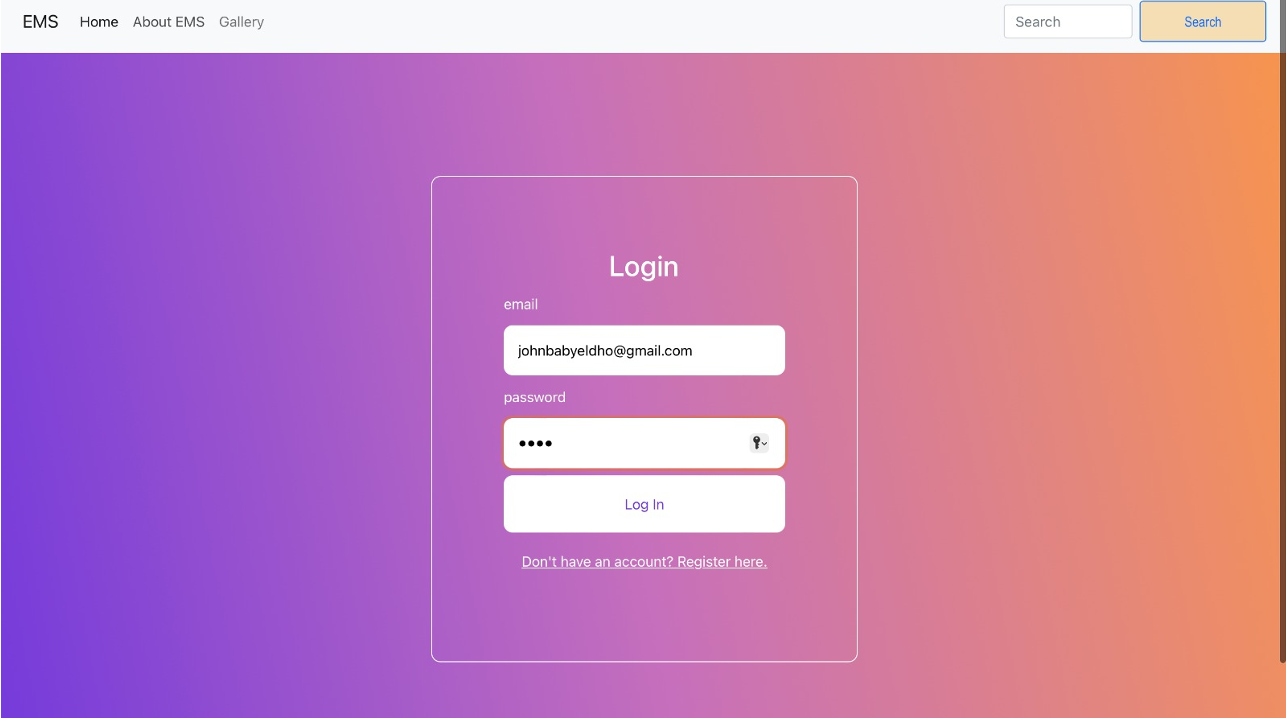 EMS Home About EMS Gallery Search Search
Login
email
johnbabyeldho@gmail.com
password
••••
Log In
Don't have an account? Register here.